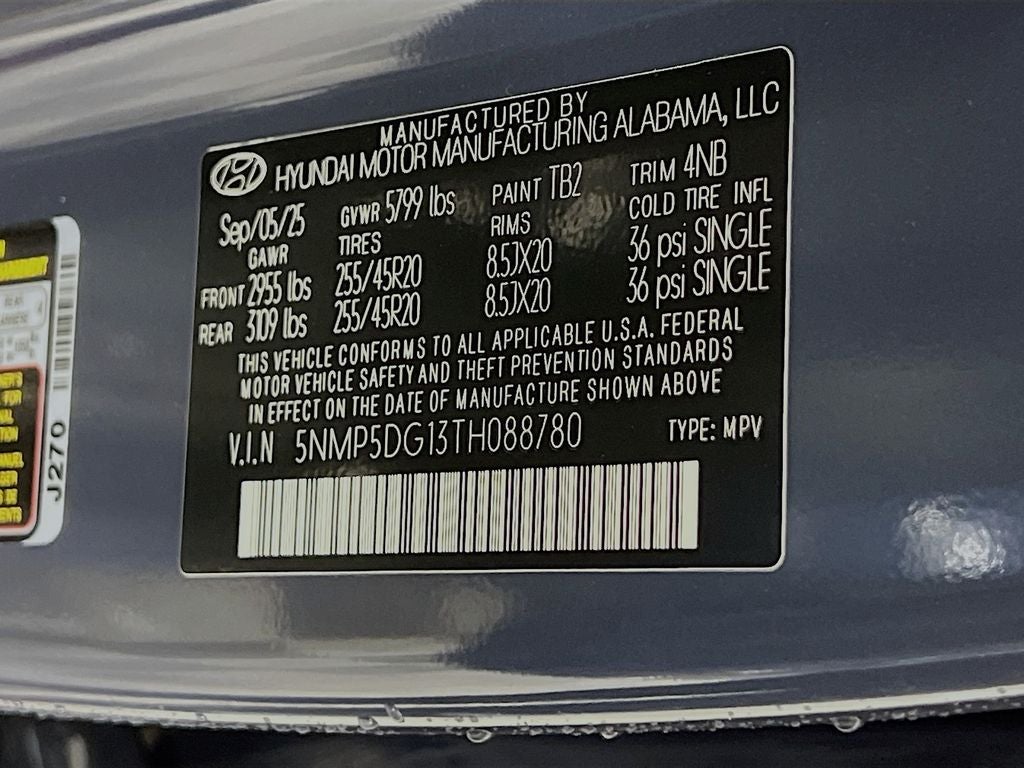 MANUFACTURED BY
HYUNDAI MOTOR MANUFACTURING ALABAMA, LLC
Sep/05/25 GVWR 5799 lbs PAINT TB2 TRIM 4NB
GAWR TIRES RIMS COLD TIRE INFL
FRONT 2955 lbs 255/45R20 8.5JX20 36 psi SINGLE
REAR 3109 lbs 255/45R20 8.5JX20 36 psi SINGLE
THIS VEHICLE CONFORMS TO ALL APPLICABLE U.S.A. FEDERAL
MOTOR VEHICLE SAFETY AND THEFT PREVENTION STANDARDS
IN EFFECT ON THE DATE OF MANUFACTURE SHOWN ABOVE
V.I.N 5NMP5DG13TH088780 TYPE: MPV
J270